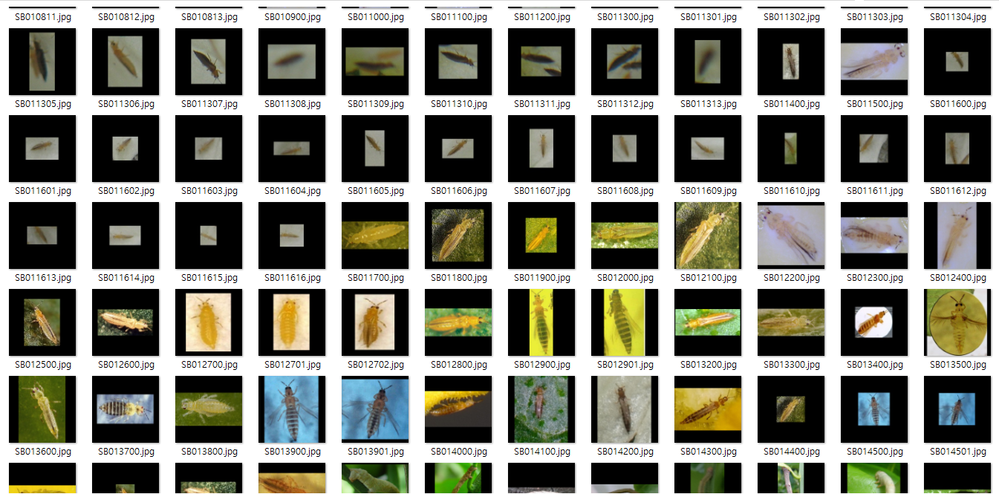 SB010811.jpg SB010812.jpg SB010813.jpg SB010900.jpg SB011000.jpg SB011100.jpg SB011200.jpg SB011300.jpg SB011301.jpg SB011302.jpg SB011303.jpg SB011304.jpg
SB011305.jpg SB011306.jpg SB011307.jpg SB011308.jpg SB011309.jpg SB011310.jpg SB011311.jpg SB011312.jpg SB011313.jpg SB011400.jpg SB011500.jpg SB011600.jpg
SB011601.jpg SB011602.jpg SB011603.jpg SB011604.jpg SB011605.jpg SB011606.jpg SB011607.jpg SB011608.jpg SB011609.jpg SB011610.jpg SB011611.jpg SB011612.jpg
SB011613.jpg SB011614.jpg SB011615.jpg SB011616.jpg SB011700.jpg SB011800.jpg SB011900.jpg SB012000.jpg SB012100.jpg SB012200.jpg SB012300.jpg SB012400.jpg
SB012500.jpg SB012600.jpg SB012700.jpg SB012701.jpg SB012702.jpg SB012800.jpg SB012900.jpg SB012901.jpg SB013200.jpg SB013300.jpg SB013400.jpg SB013500.jpg
SB013600.jpg SB013700.jpg SB013800.jpg SB013900.jpg SB013901.jpg SB014000.jpg SB014100.jpg SB014200.jpg SB014300.jpg SB014400.jpg SB014500.jpg SB014501.jpg